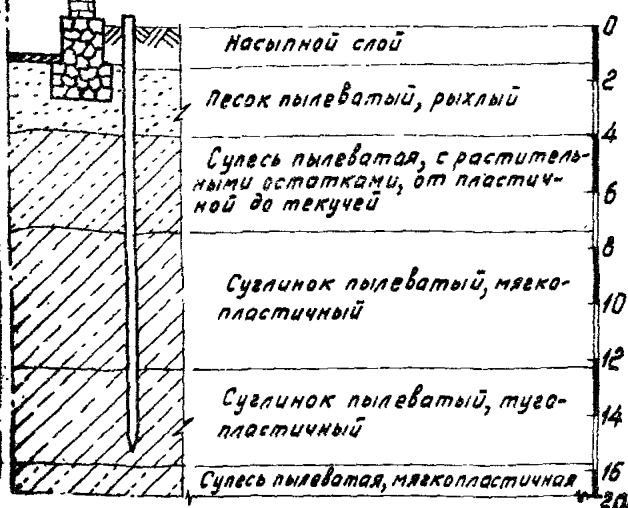 Насыпной слой
Песок пылеватый, рыхлый
Супесь пылеватая, с раститель-
ными остатками, от пластич-
ной до текучей
Суглинок пылеватый, мягко-
пластичный
Суглинок пылеватый, туго-
пластичный
Супесь пылеватая, мягкопластичная
0
2
4
6
8
10
12
14
16
20